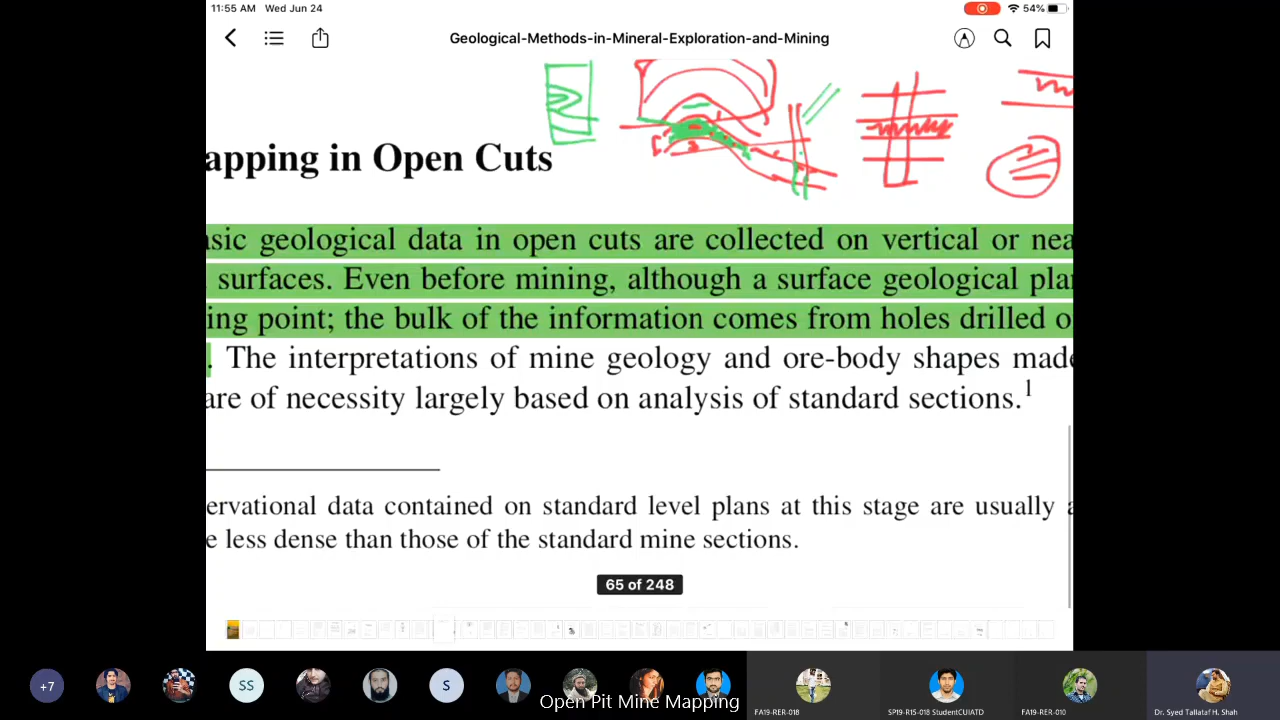 11:55 AM Wed Jun 24
54%
Geological-Methods-in-Mineral-Exploration-and-Mining
apping in Open Cuts
asic geological data in open cuts are collected on vertical or nea
surfaces. Even before mining, although a surface geological plan
ing point; the bulk of the information comes from holes drilled o
. The interpretations of mine geology and ore-body shapes made
are of necessity largely based on analysis of standard sections.1
ervational data contained on standard level plans at this stage are usually a
e less dense than those of the standard mine sections.
65 of 248
+7
SS
S
Open Pit Mine Mapping
FA19-RER-018
SP19-R15-018 StudentCUIATD
FA19-RER-010
Dr. Syed Tallataf H. Shah